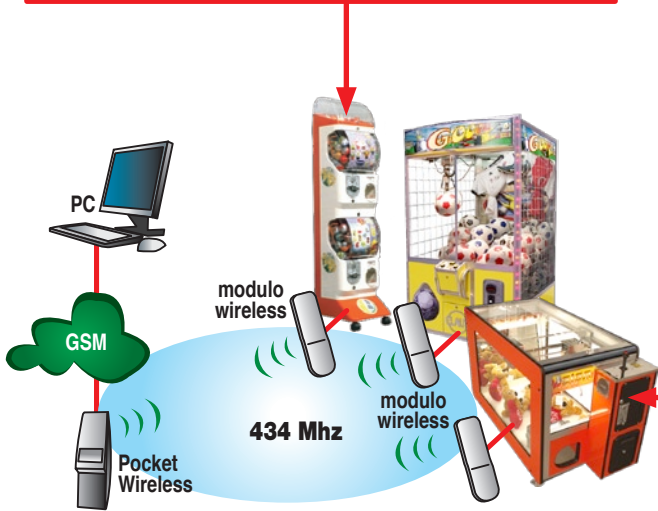 PC
modulo
wireless
GSM
434 Mhz
modulo
wireless
Pocket
Wireless